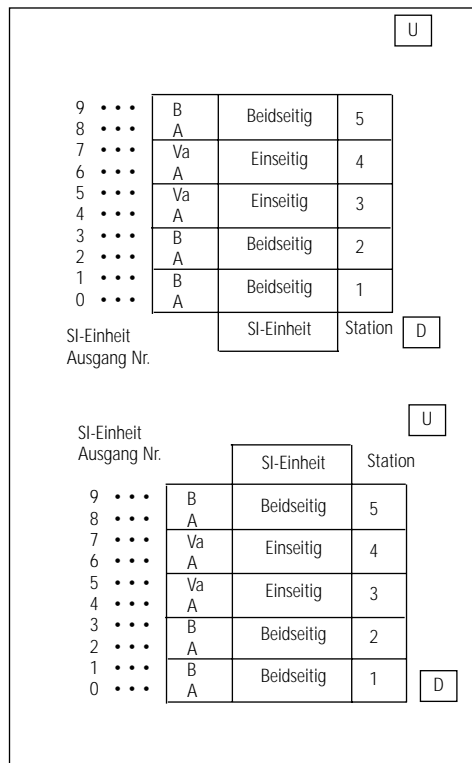 U
9 • • • B Beidseitig 5
8 • • • A
7 • • • Va Einseitig 4
6 • • • A
5 • • • Va Einseitig 3
4 • • • A
3 • • • B Beidseitig 2
2 • • • A
1 • • • B Beidseitig 1
0 • • • A
SI-Einheit SI-Einheit Station D
Ausgang Nr.
U
SI-Einheit
Ausgang Nr. SI-Einheit Station
9 • • • B Beidseitig 5
8 • • • A
7 • • • Va Einseitig 4
6 • • • A
5 • • • Va Einseitig 3
4 • • • A
3 • • • B Beidseitig 2
2 • • • A
1 • • • B Beidseitig 1 D
0 • • • A